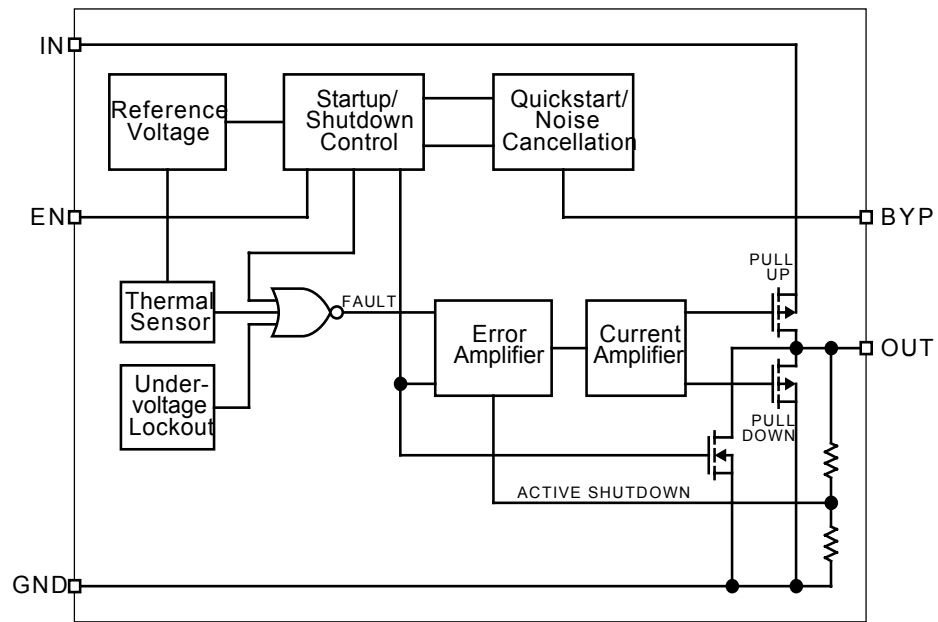 IN
Reference
Voltage
Startup/
Shutdown
Control
Quickstart/
Noise
Cancellation
EN
BYP
PULL
UP
Thermal
Sensor
FAULT
Error
Amplifier
Current
Amplifier
OUT
Under-
voltage
Lockout
PULL
DOWN
ACTIVE SHUTDOWN
GND